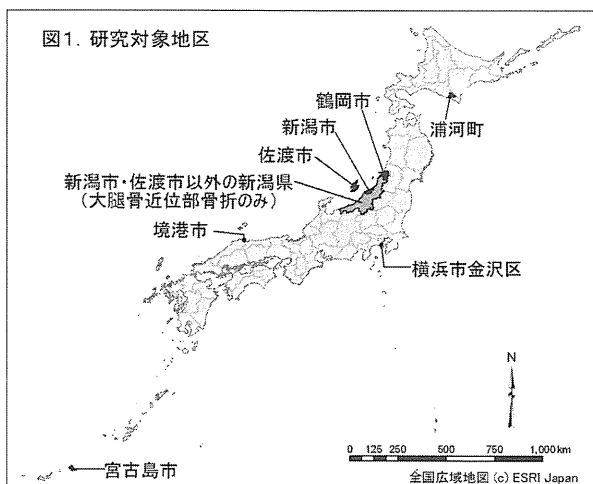 図1. 研究対象地区
鶴岡市
新潟市
佐渡市
新潟市・佐渡市以外の新潟県
（大腿骨近位部骨折のみ）
境港市
浦河町
横浜市金沢区
宮古島市
N
0 125 250 500 750 1,000 km
全国広域地図 (c) ESRI Japan